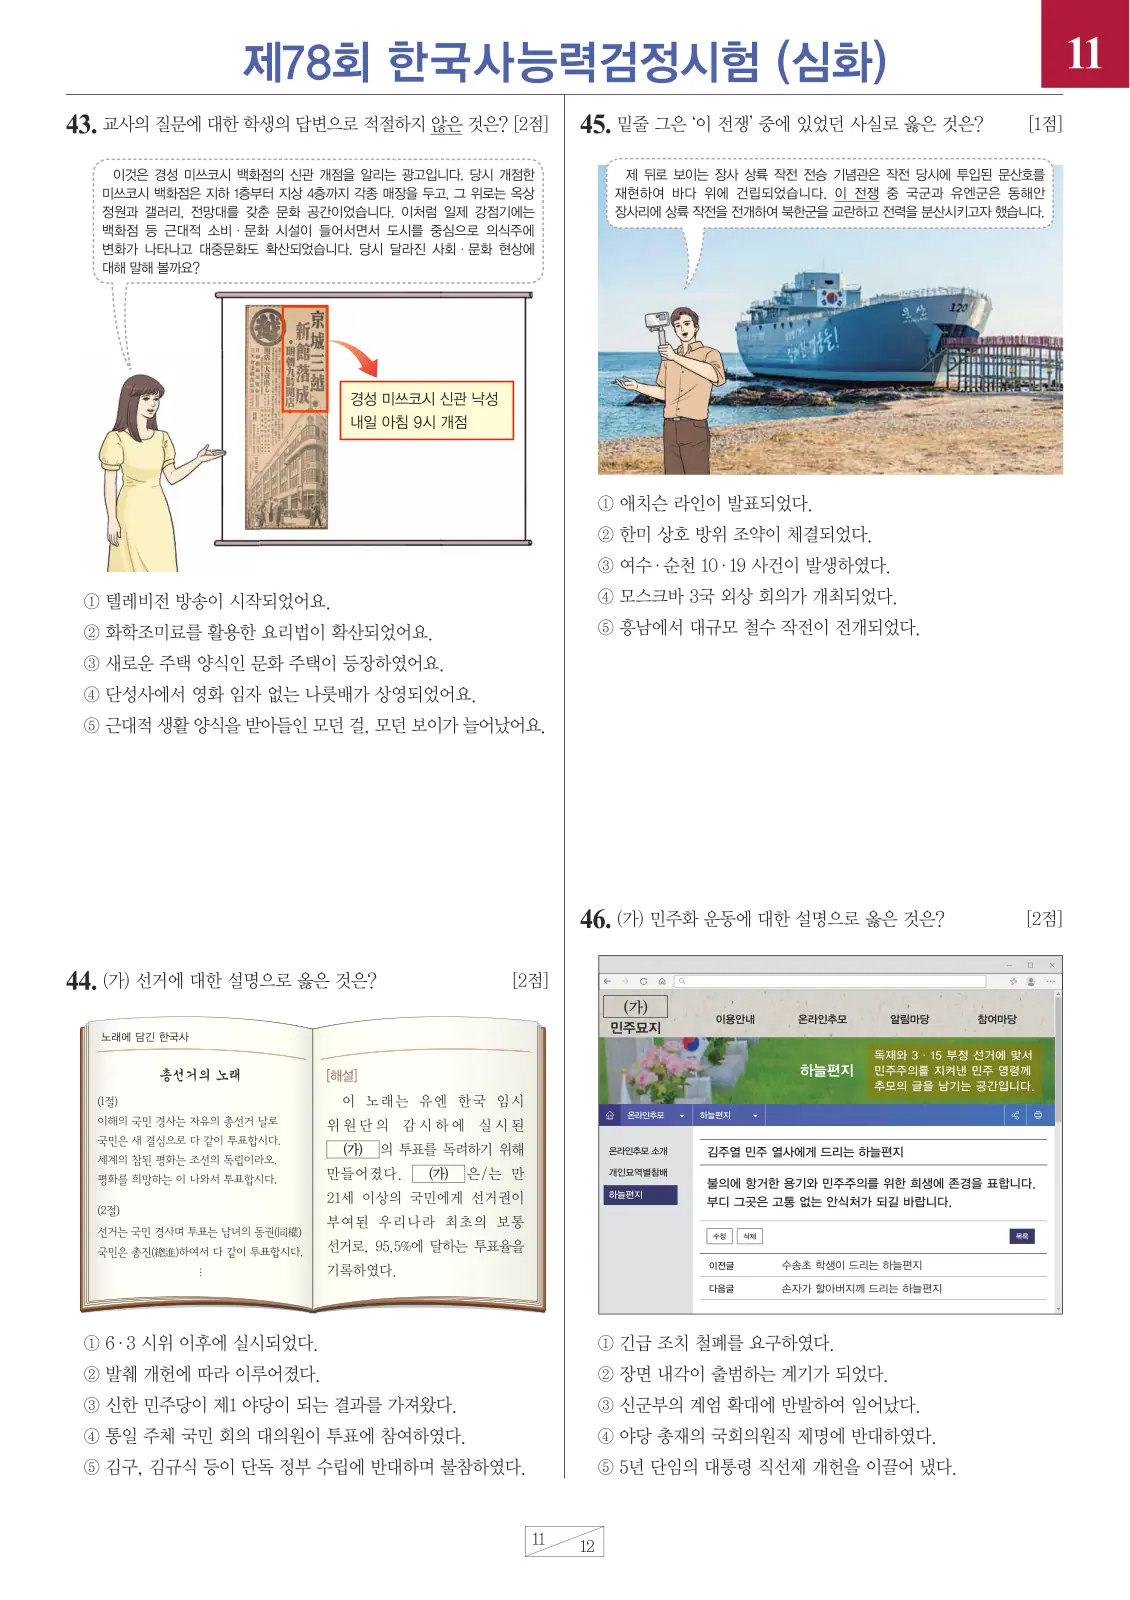 제78회 한국사능력검정시험 (심화)
11
43. 교사의 질문에 대한 학생의 답변으로 적절하지 않은 것은? [2점]
이것은 경성 미쓰코시 백화점의 신관 개점을 알리는 광고입니다. 당시 개점한
미쓰코시 백화점은 지하 1층부터 지상 4층까지 각종 매장을 두고, 그 위로는 옥상
정원과 갤러리, 전망대를 갖춘 문화 공간이었습니다. 이처럼 일제 강점기에는
백화점 등 근대적 소비·문화 시설이 들어서면서 도시를 중심으로 의식주에
변화가 나타나고 대중문화도 확산되었습니다. 당시 달라진 사회·문화 현상에
대해 말해 볼까요?
京城三越
新館落成
明朝九時開店
경성 미쓰코시 신관 낙성
내일 아침 9시 개점
① 텔레비전 방송이 시작되었어요.
② 화학조미료를 활용한 요리법이 확산되었어요.
③ 새로운 주택 양식인 문화 주택이 등장하였어요.
④ 단성사에서 영화 임자 없는 나룻배가 상영되었어요.
⑤ 근대적 생활 양식을 받아들인 모던 걸, 모던 보이가 늘어났어요.
44. (가) 선거에 대한 설명으로 옳은 것은? [2점]
노래에 담긴 한국사
총선거의 노래
(1절)
이해의 국민 경사는 자유의 총선거 날로
국민은 새 결심으로 다 같이 투표합시다.
세계의 참된 평화는 조선의 독립이라오.
평화를 희망하는 이 나와서 투표합시다.
(2절)
선거는 국민 경사며 투표는 남녀의 동권(同權)
국민은 총진(總進)하여서 다 같이 투표합시다.
⋮
[해설]
이 노래는 유엔 한국 임시
위원단의 감시하에 실시된
(가) 의 투표를 독려하기 위해
만들어졌다. (가) 은/는 만
21세 이상의 국민에게 선거권이
부여된 우리나라 최초의 보통
선거로, 95.5%에 달하는 투표율을
기록하였다.
① 6·3 시위 이후에 실시되었다.
② 발췌 개헌에 따라 이루어졌다.
③ 신한 민주당이 제1 야당이 되는 결과를 가져왔다.
④ 통일 주체 국민 회의 대의원이 투표에 참여하였다.
⑤ 김구, 김규식 등이 단독 정부 수립에 반대하며 불참하였다.
45. 밑줄 그은 ‘이 전쟁’ 중에 있었던 사실로 옳은 것은? [1점]
제 뒤로 보이는 장사 상륙 작전 전승 기념관은 작전 당시에 투입된 문산호를
재현하여 바다 위에 건립되었습니다. 이 전쟁 중 국군과 유엔군은 동해안
장사리에 상륙 작전을 전개하여 북한군을 교란하고 전력을 분산시키고자 했습니다.
120
① 애치슨 라인이 발표되었다.
② 한미 상호 방위 조약이 체결되었다.
③ 여수·순천 10·19 사건이 발생하였다.
④ 모스크바 3국 외상 회의가 개최되었다.
⑤ 흥남에서 대규모 철수 작전이 전개되었다.
46. (가) 민주화 운동에 대한 설명으로 옳은 것은? [2점]
(가)
민주묘지
이용안내 온라인추모 알림마당 참여마당
하늘편지
독재와 3·15 부정 선거에 맞서
민주주의를 지켜낸 민주 영령께
추모의 글을 남기는 공간입니다.
온라인추모 하늘편지
온라인추모 소개
개인묘역별참배
하늘편지
김주열 민주 열사에게 드리는 하늘편지
불의에 항거한 용기와 민주주의를 위한 희생에 존경을 표합니다.
부디 그곳은 고통 없는 안식처가 되길 바랍니다.
수정 삭제 목록
이전글 수송초 학생이 드리는 하늘편지
다음글 손자가 할아버지께 드리는 하늘편지
① 긴급 조치 철폐를 요구하였다.
② 장면 내각이 출범하는 계기가 되었다.
③ 신군부의 계엄 확대에 반발하여 일어났다.
④ 야당 총재의 국회의원직 제명에 반대하였다.
⑤ 5년 단임의 대통령 직선제 개헌을 이끌어 냈다.
11
12